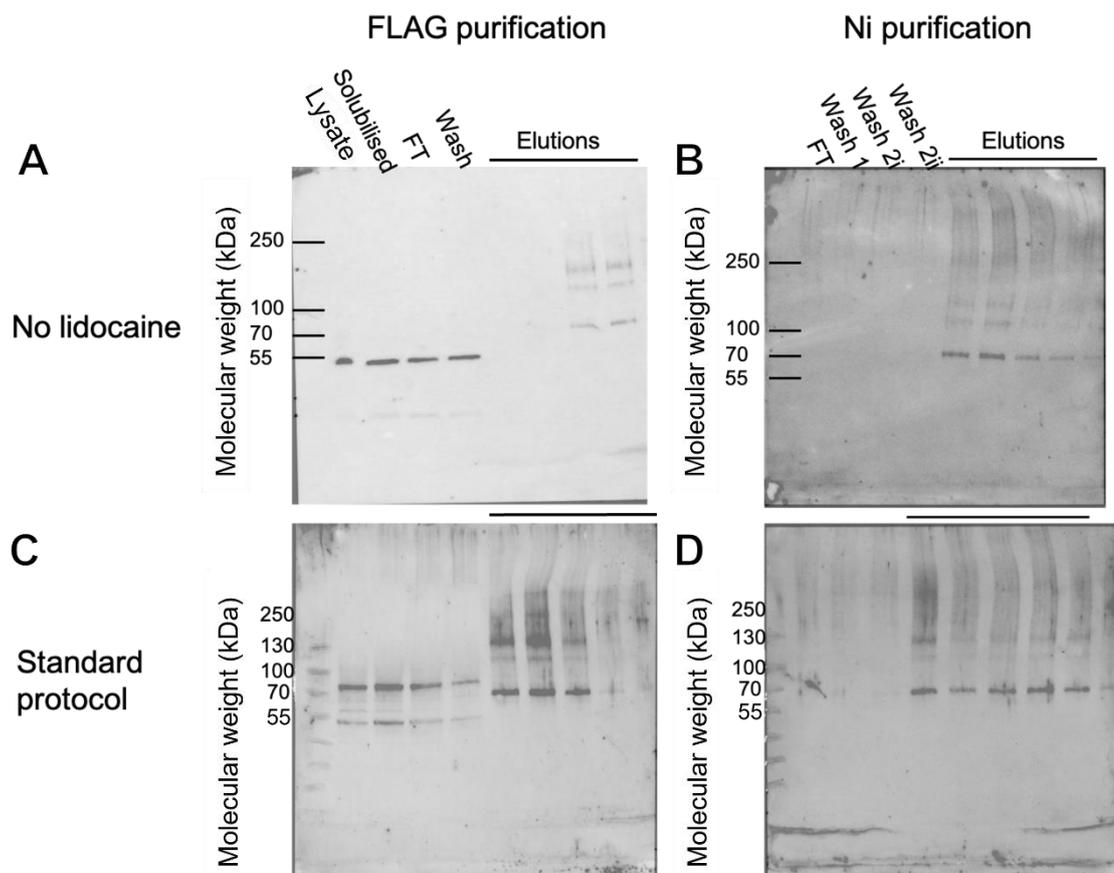 FLAG purification
Ni purification
Lysate
Solubilised
FT
Wash
Elutions
FT
Wash 1
Wash 2i
Wash 2ii
Elutions
A
B
No lidocaine
Molecular weight (kDa)
250
100
70
55
Molecular weight (kDa)
250
100
70
55
C
D
Standard
protocol
Molecular weight (kDa)
250
130
100
70
55
Molecular weight (kDa)
250
130
100
70
55